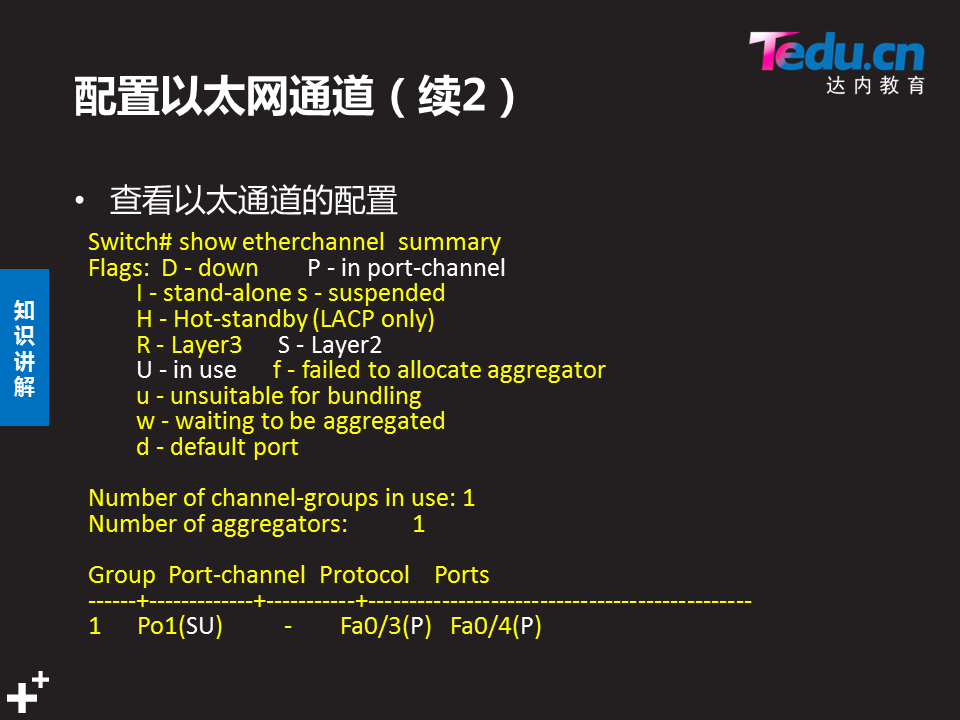 Tedu.cn
达内教育
配置以太网通道（续2）
• 查看以太通道的配置
Switch# show etherchannel summary
Flags: D - down P - in port-channel
I - stand-alone s - suspended
H - Hot-standby (LACP only)
R - Layer3 S - Layer2
U - in use f - failed to allocate aggregator
u - unsuitable for bundling
w - waiting to be aggregated
d - default port
Number of channel-groups in use: 1
Number of aggregators: 1
Group Port-channel Protocol Ports
------+-------------+-----------+-----------------------------------------------
1 Po1(SU) - Fa0/3(P) Fa0/4(P)
知识讲解